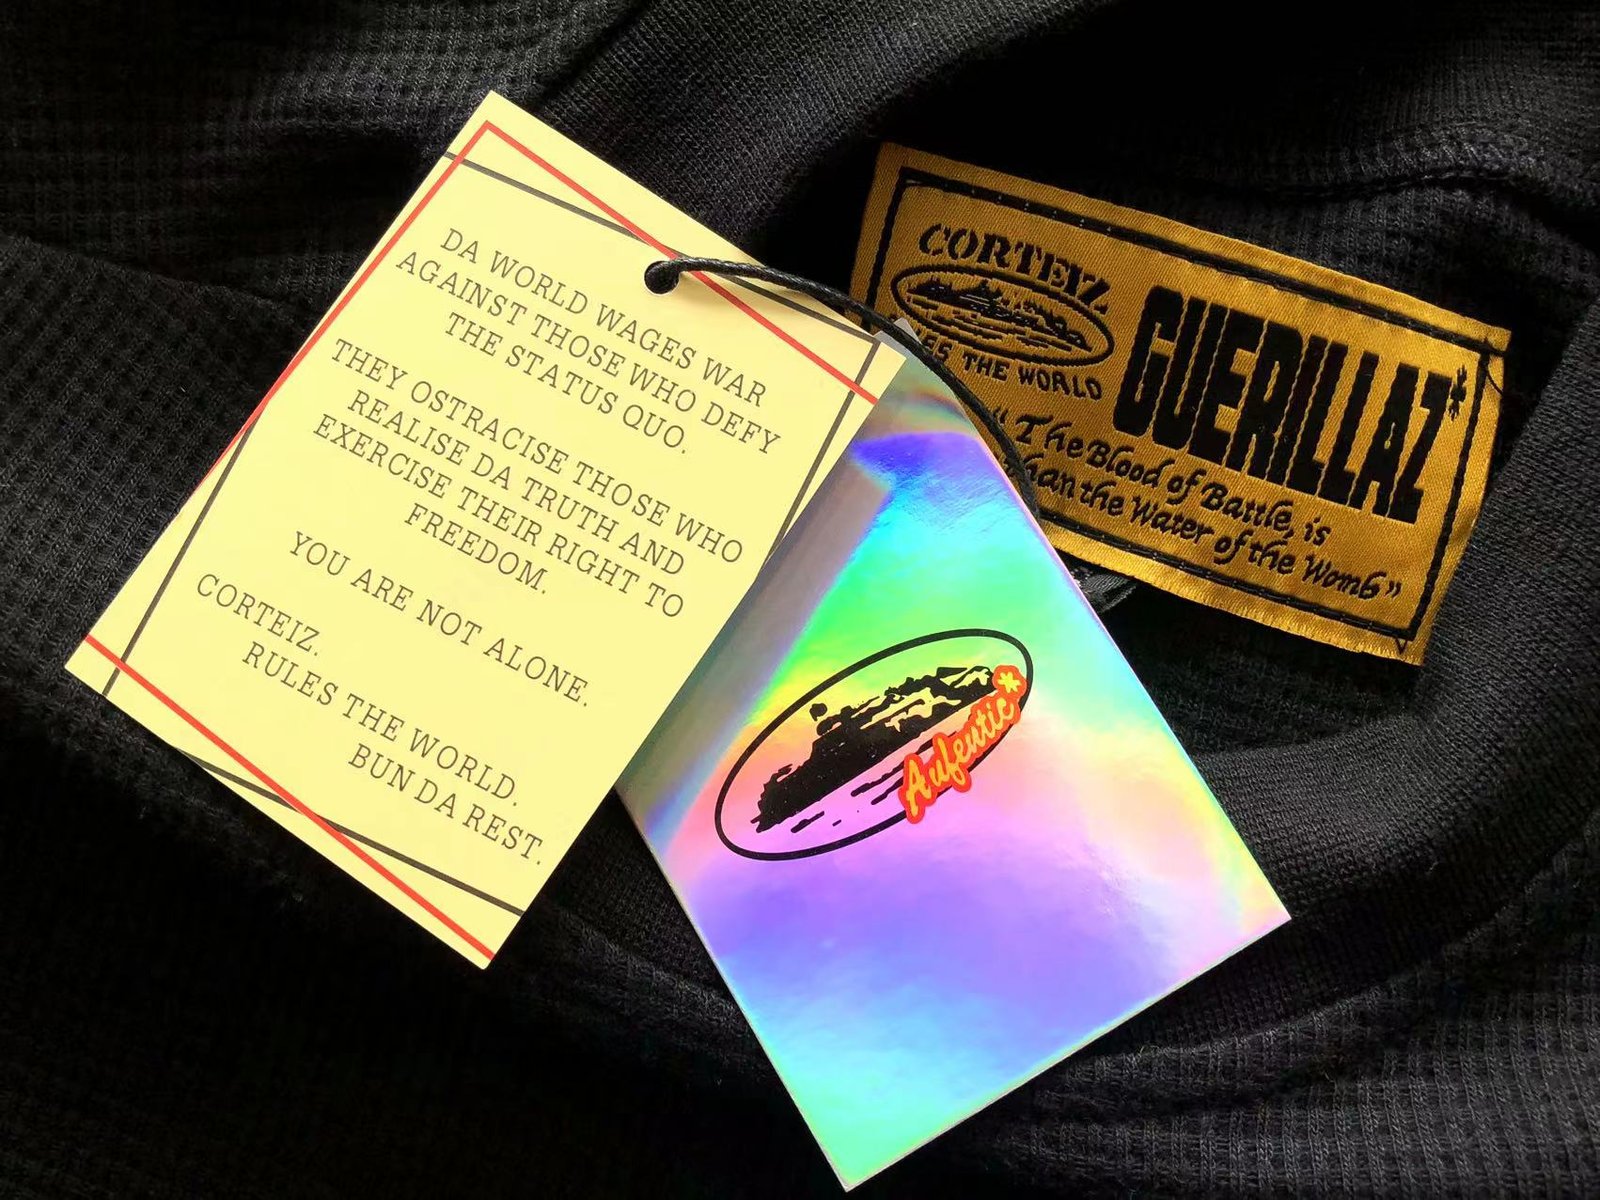 DA WORLD WAGES WAR
AGAINST THOSE WHO DEFY
THE STATUS QUO.
THEY OSTRACISE THOSE WHO
REALISE DA TRUTH AND
EXERCISE THEIR RIGHT TO
FREEDOM.
YOU ARE NOT ALONE.
CORTEIZ.
RULES THE WORLD.
BUN DA REST.
CORTEIZ
THE WORLD
GUERILLAZ*
“The Blood of Battle, is
than the Water of the Womb”
Aufentic*